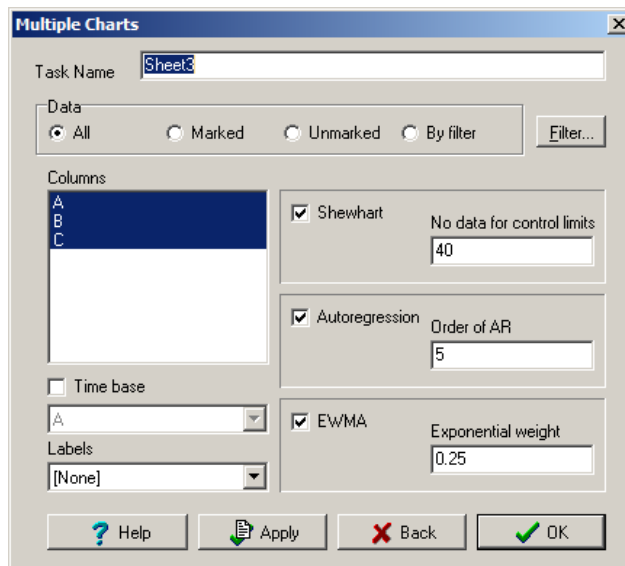 Multiple Charts
Task Name Sheet3
Data
All Marked Unmarked By filter Filter...
Columns
A
B
C
Shewhart
No data for control limits
40
Autoregression
Order of AR
5
Time base
A
Labels
[None]
EWMA
Exponential weight
0.25
? Help Apply Back OK